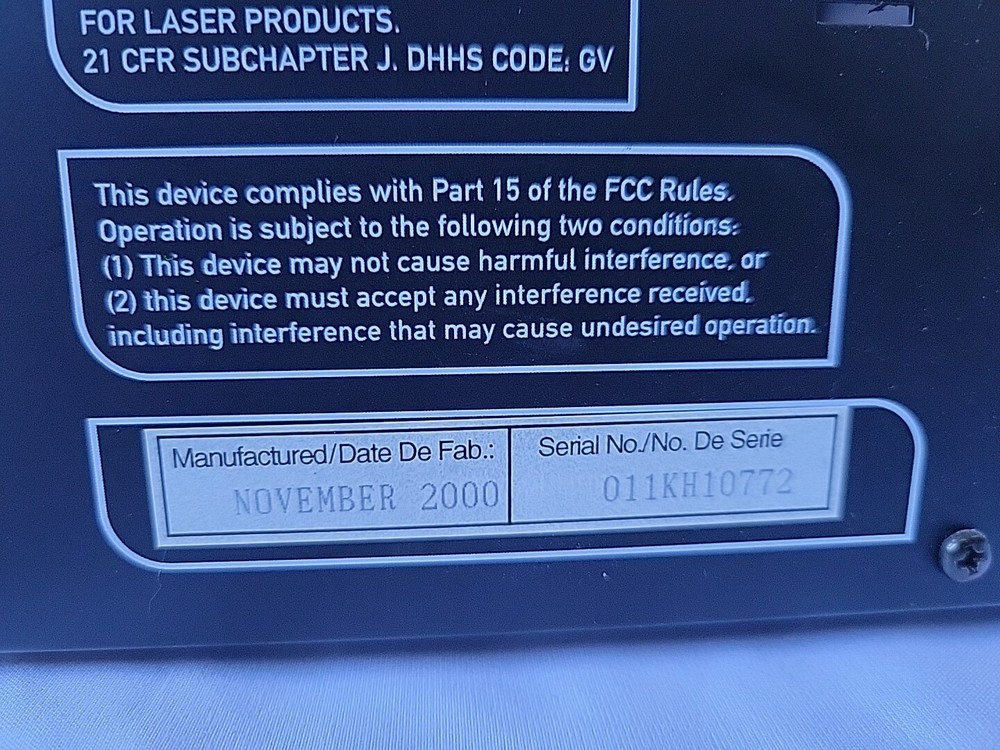 FOR LASER PRODUCTS.
21 CFR SUBCHAPTER J. DHHS CODE: GV
This device complies with Part 15 of the FCC Rules.
Operation is subject to the following two conditions:
(1) This device may not cause harmful interference, or
(2) this device must accept any interference received,
including interference that may cause undesired operation.
Manufactured/Date De Fab.:
NOVEMBER 2000
Serial No./No. De Serie
011KH10772